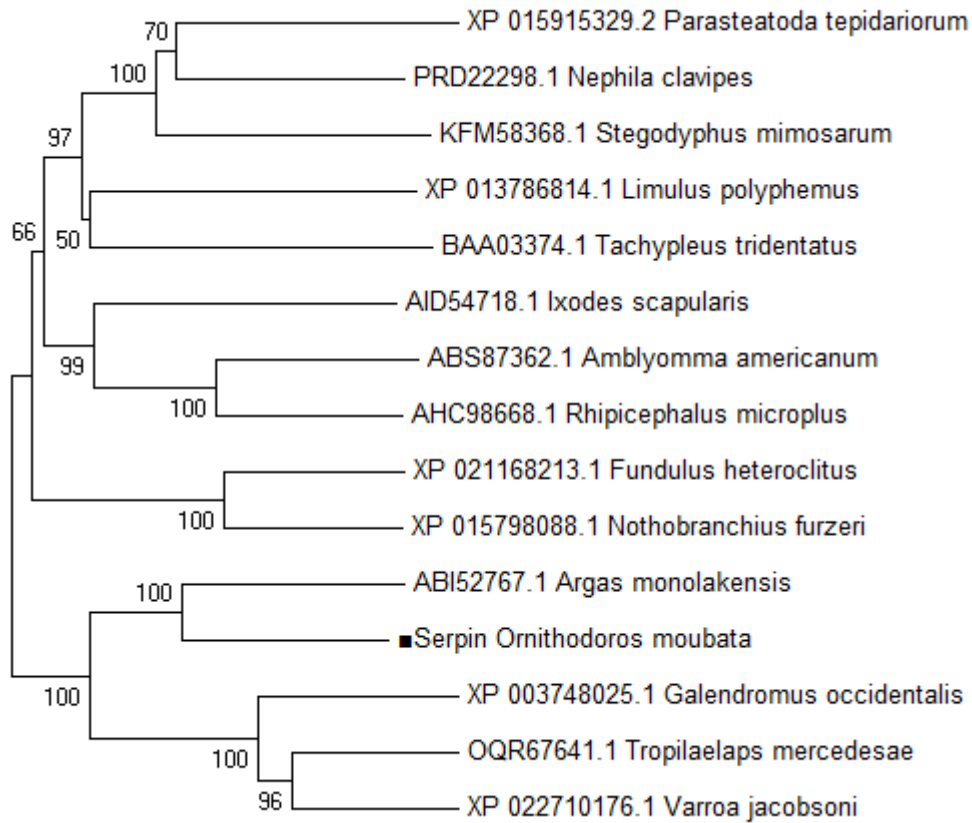 70
XP 015915329.2 Parasteatoda tepidariorum
100
PRD22298.1 Nephila clavipes
97
KFM58368.1 Stegodyphus mimosarum
XP 013786814.1 Limulus polyphemus
66
50
BAA03374.1 Tachypleus tridentatus
AID54718.1 Ixodes scapularis
99
ABS87362.1 Amblyomma americanum
100
AHC98668.1 Rhipicephalus microplus
XP 021168213.1 Fundulus heteroclitus
100
XP 015798088.1 Nothobranchius furzeri
100
ABI52767.1 Argas monolakensis
■Serpin Ornithodoros moubata
100
XP 003748025.1 Galendromus occidentalis
100
OQR67641.1 Tropilaelaps mercedesae
96
XP 022710176.1 Varroa jacobsoni